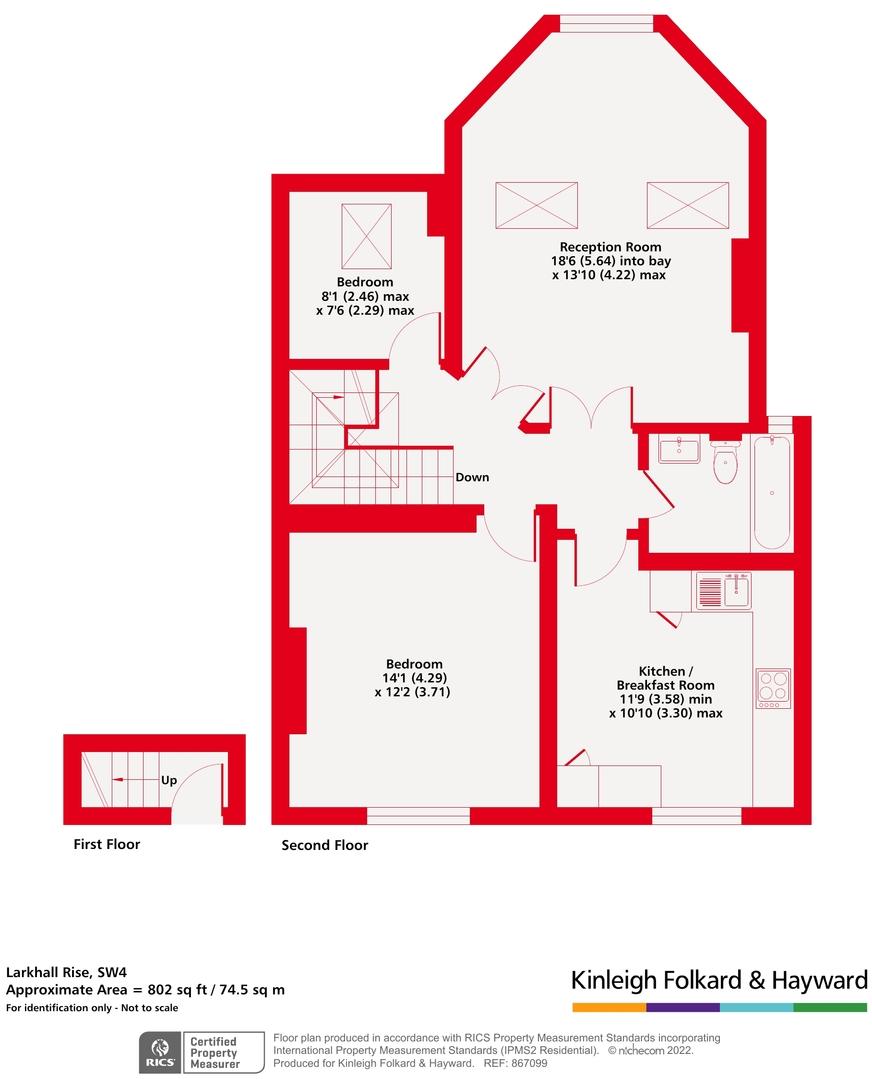 Reception Room
18'6 (5.64) into bay
x 13'10 (4.22) max
Bedroom
8'1 (2.46) max
x 7'6 (2.29) max
Down
Bedroom
14'1 (4.29)
x 12'2 (3.71)
Kitchen /
Breakfast Room
11'9 (3.58) min
x 10'10 (3.30) max
Up
First Floor
Second Floor
Larkhall Rise, SW4
Approximate Area = 802 sq ft / 74.5 sq m
For identification only - Not to scale
Kinleigh Folkard & Hayward
RICS
Certified
Property
Measurer
Floor plan produced in accordance with RICS Property Measurement Standards incorporating
International Property Measurement Standards (IPMS2 Residential). © ntchecom 2022.
Produced for Kinleigh Folkard & Hayward. REF: 867099